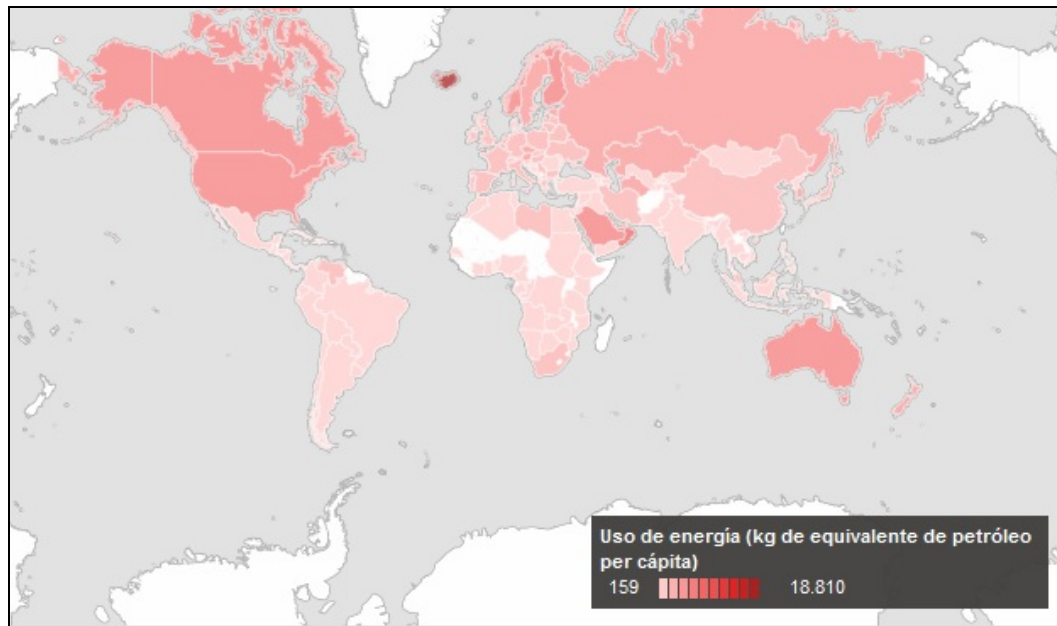 Uso de energía (kg de equivalente de petróleo
per cápita)
159 18.810